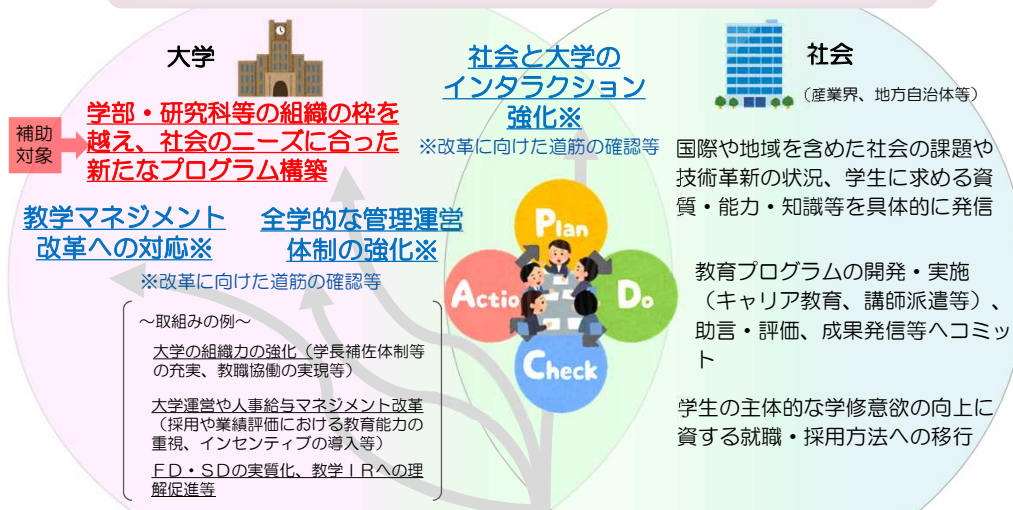 大学
補助
対象
学部・研究科等の組織の枠を
越え、社会のニーズに合った
新たなプログラム構築
教学マネジメント
改革への対応※
全学的な管理運営
体制の強化※
※改革に向けた道筋の確認等
～取組みの例～
大学の組織力の強化（学長補佐体制等
の充実、教職協働の実現等）
大学運営や人事給与マネジメント改革
（採用や業績評価における教育能力の
重視、インセンティブの導入等）
ＦＤ・ＳＤの実質化、教学ＩＲへの理
解促進等
社会と大学の
インタラクション
強化※
※改革に向けた道筋の確認等
Plan
Actio
Do
Check
社会
（産業界、地方自治体等）
国際や地域を含めた社会の課題や
技術革新の状況、学生に求める資
質・能力・知識等を具体的に発信
教育プログラムの開発・実施
（キャリア教育、講師派遣等）、
助言・評価、成果発信等へコミッ
ト
学生の主体的な学修意欲の向上に
資する就職・採用方法への移行